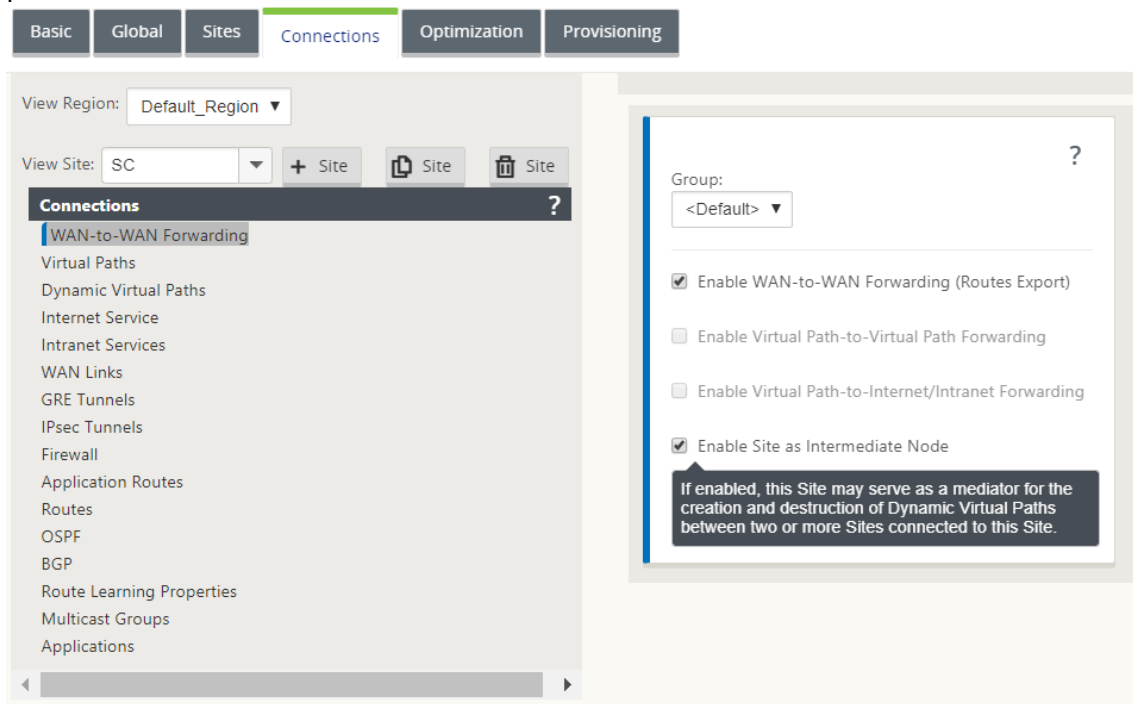 Basic Global Sites Connections Optimization Provisioning
View Region: Default_Region ▼
View Site: SC + Site Site Site
Connections ?
WAN-to-WAN Forwarding
Virtual Paths
Dynamic Virtual Paths
Internet Service
Intranet Services
WAN Links
GRE Tunnels
IPsec Tunnels
Firewall
Application Routes
Routes
OSPF
BGP
Route Learning Properties
Multicast Groups
Applications
?
Group:
<Default> ▼
Enable WAN-to-WAN Forwarding (Routes Export)
Enable Virtual Path-to-Virtual Path Forwarding
Enable Virtual Path-to-Internet/Intranet Forwarding
Enable Site as Intermediate Node
If enabled, this Site may serve as a mediator for the
creation and destruction of Dynamic Virtual Paths
between two or more Sites connected to this Site.